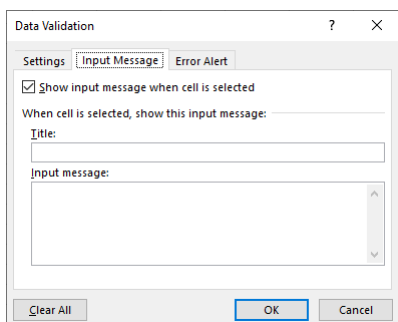 Data Validation ? ×
Settings Input Message Error Alert
Show input message when cell is selected
When cell is selected, show this input message:
Title:
Input message:
Clear All OK Cancel